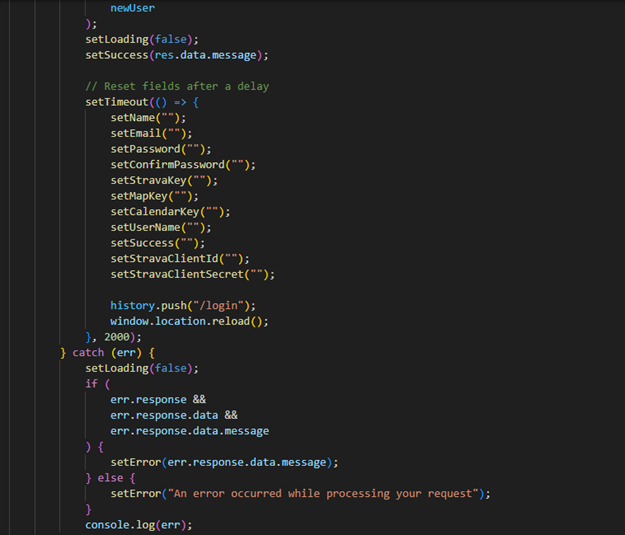 newUser
);
setLoading(false);
setSuccess(res.data.message);
// Reset fields after a delay
setTimeout(() => {
setName("");
setEmail("");
setPassword("");
setConfirmPassword("");
setStravaKey("");
setMapKey("");
setCalendarKey("");
setUserName("");
setSuccess("");
setStravaClientId("");
setStravaClientSecret("");
history.push("/login");
window.location.reload();
}, 2000);
} catch (err) {
setLoading(false);
if (
err.response &&
err.response.data &&
err.response.data.message
) {
setError(err.response.data.message);
} else {
setError("An error occurred while processing your request");
}
console.log(err);